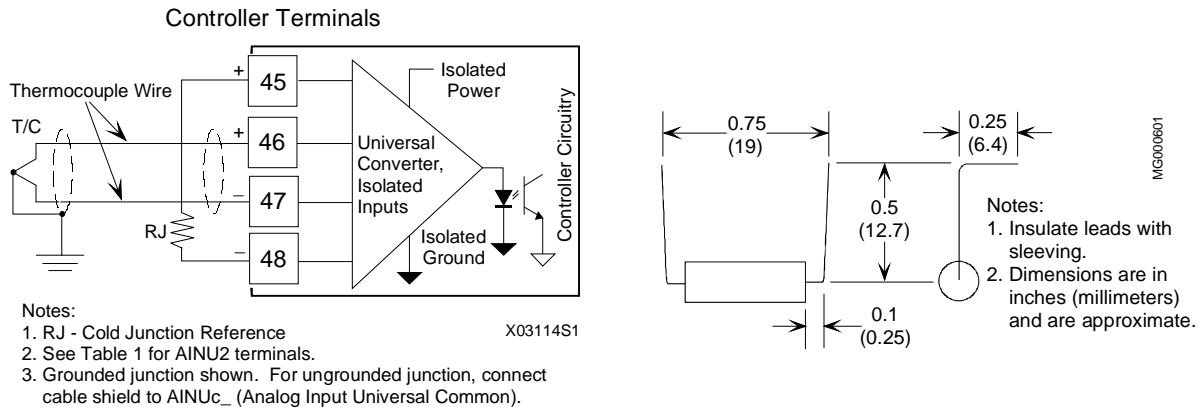 Controller Terminals
+
45
Isolated
Power
Thermocouple Wire
T/C
+
46
Universal
Converter,
Isolated
Inputs
Controller Circuitry
–
47
RJ
Isolated
Ground
–
48
Notes:
1. RJ - Cold Junction Reference
X03114S1
2. See Table 1 for AINU2 terminals.
3. Grounded junction shown. For ungrounded junction, connect
cable shield to AINUc_ (Analog Input Universal Common).
0.75
(19)
0.25
(6.4)
MG000601
0.5
(12.7)
0.1
(0.25)
Notes:
1. Insulate leads with
sleeving.
2. Dimensions are in
inches (millimeters)
and are approximate.